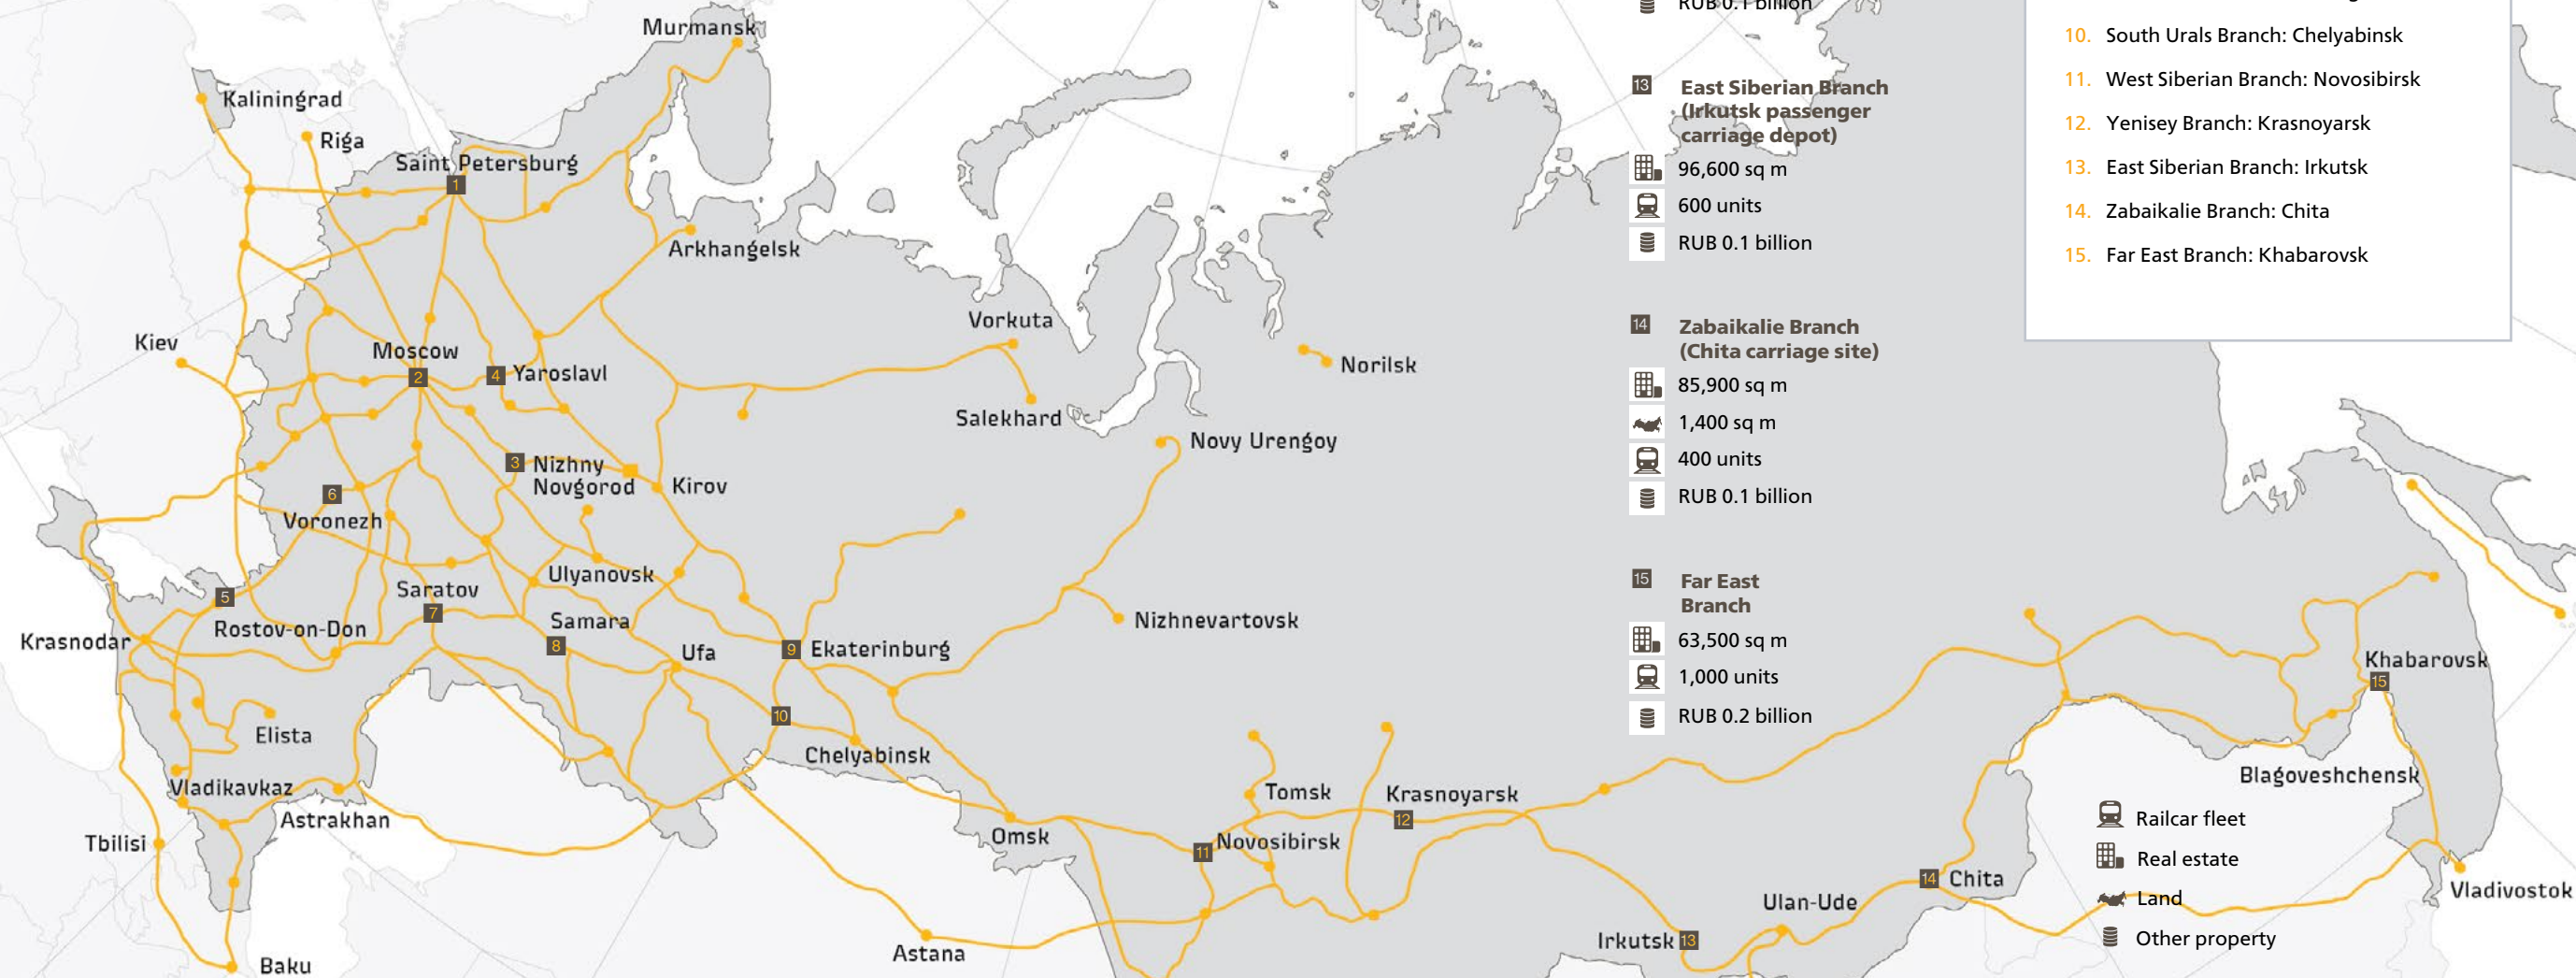 Murmansk
Kaliningrad
Riga
Saint Petersburg
1
Arkhangelsk
Vorkuta
Kiev
Moscow
2
4 Yaroslavl
Norilsk
Salekhard
Novy Urengoy
3 Nizhny
Novgorod
Kirov
6
Voronezh
Ulyanovsk
Saratov
7
5
Rostov-on-Don
Krasnodar
Samara
8
Nizhnevartovsk
Ufa
9 Ekaterinburg
10
Elista
Chelyabinsk
Vladikavkaz
Astrakhan
Tbilisi
Tomsk
Krasnoyarsk
12
Omsk
11 Novosibirsk
Astana
Baku
Irkutsk 13
Ulan-Ude
14 Chita
Khabarovsk
15
Blagoveshchensk
Vladivostok
RUB 0.1 billion
13 East Siberian Branch
(Irkutsk passenger
carriage depot)
96,600 sq m
600 units
RUB 0.1 billion
14 Zabaikalie Branch
(Chita carriage site)
85,900 sq m
1,400 sq m
400 units
RUB 0.1 billion
15 Far East
Branch
63,500 sq m
1,000 units
RUB 0.2 billion
10. South Urals Branch: Chelyabinsk
11. West Siberian Branch: Novosibirsk
12. Yenisey Branch: Krasnoyarsk
13. East Siberian Branch: Irkutsk
14. Zabaikalie Branch: Chita
15. Far East Branch: Khabarovsk
Railcar fleet
Real estate
Land
Other property